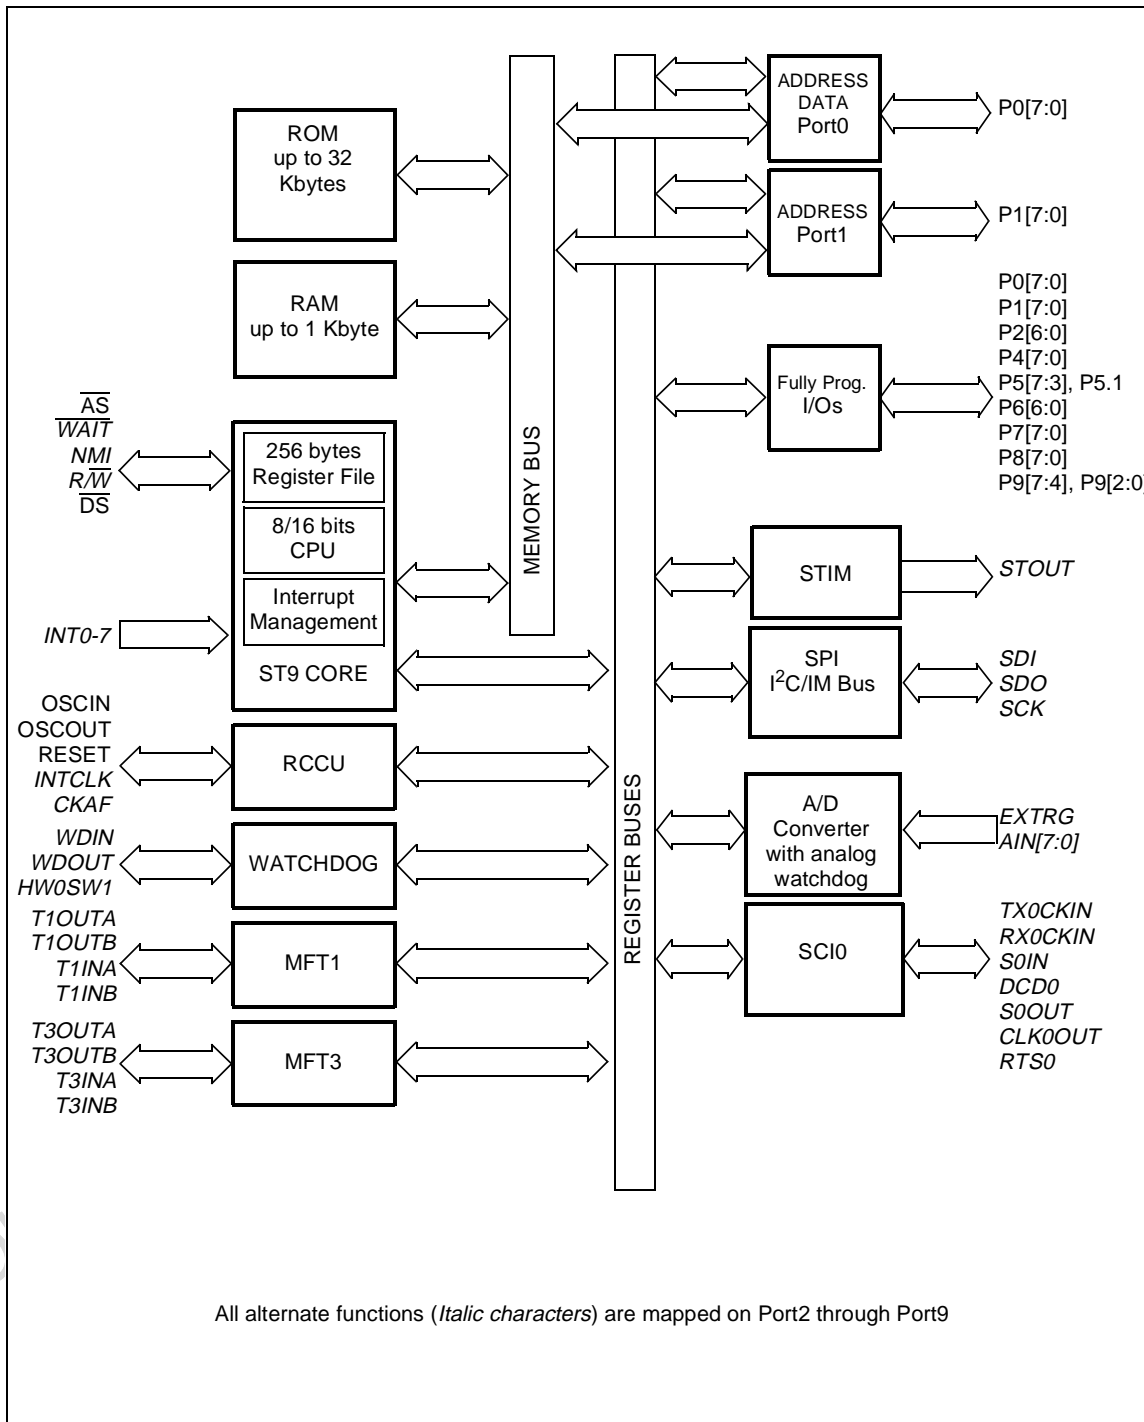 ROM
up to 32
Kbytes
RAM
up to 1 Kbyte
AS
WAIT
NMI
R/W
DS
256 bytes
Register File
8/16 bits
CPU
Interrupt
Management
ST9 CORE
INT0-7
OSCIN
OSCOUT
RESET
INTCLK
CKAF
RCCU
WDIN
WDOUT
HW0SW1
WATCHDOG
T1OUTA
T1OUTB
T1INA
T1INB
MFT1
T3OUTA
T3OUTB
T3INA
T3INB
MFT3
MEMORY BUS
REGISTER BUSES
ADDRESS
DATA
Port0
P0[7:0]
ADDRESS
Port1
P1[7:0]
Fully Prog.
I/Os
P0[7:0]
P1[7:0]
P2[6:0]
P4[7:0]
P5[7:3], P5.1
P6[6:0]
P7[7:0]
P8[7:0]
P9[7:4], P9[2:0]
STIM
STOUT
SPI
I²C/IM Bus
SDI
SDO
SCK
A/D
Converter
with analog
watchdog
EXTRG
AIN[7:0]
SCI0
TX0CKIN
RX0CKIN
S0IN
DCD0
S0OUT
CLK0OUT
RTS0
All alternate functions (Italic characters) are mapped on Port2 through Port9